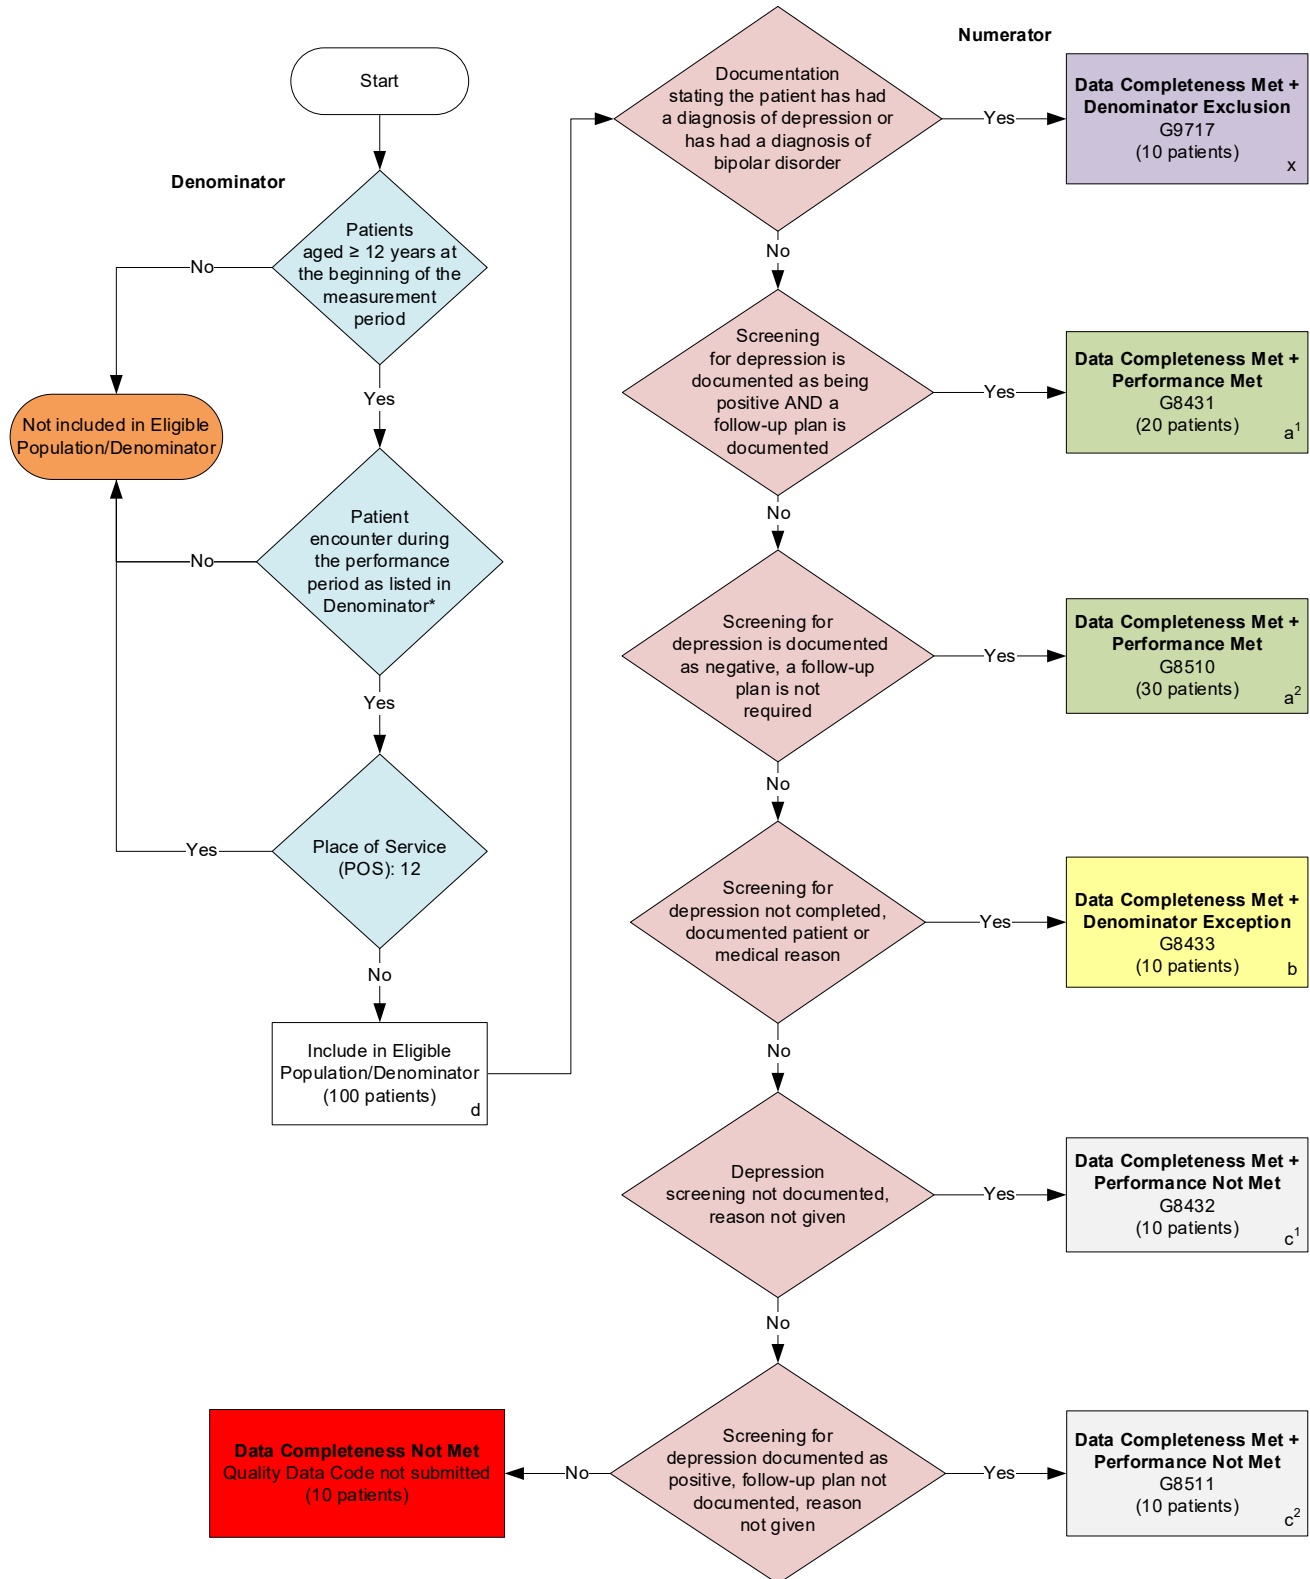 Start
Denominator
Patients
aged ≥ 12 years at
the beginning of the
measurement
period
No
Yes
Not included in Eligible
Population/Denominator
Patient
encounter during
the performance
period as listed in
Denominator*
No
Yes
Place of Service
(POS): 12
Yes
No
Include in Eligible
Population/Denominator
(100 patients)
d
Numerator
Documentation
stating the patient has had
a diagnosis of depression or
has had a diagnosis of
bipolar disorder
Yes
Data Completeness Met +
Denominator Exclusion
G9717
(10 patients)
x
No
Screening
for depression is
documented as being
positive AND a
follow-up plan is
documented
Yes
Data Completeness Met +
Performance Met
G8431
(20 patients)
a¹
No
Screening for
depression is documented
as negative, a follow-up
plan is not
required
Yes
Data Completeness Met +
Performance Met
G8510
(30 patients)
a²
No
Screening for
depression not completed,
documented patient or
medical reason
Yes
Data Completeness Met +
Denominator Exception
G8433
(10 patients)
b
No
Depression
screening not documented,
reason not given
Yes
Data Completeness Met +
Performance Not Met
G8432
(10 patients)
c¹
No
Screening for
depression documented as
positive, follow-up plan not
documented, reason
not given
Yes
Data Completeness Met +
Performance Not Met
G8511
(10 patients)
c²
No
Data Completeness Not Met
Quality Data Code not submitted
(10 patients)